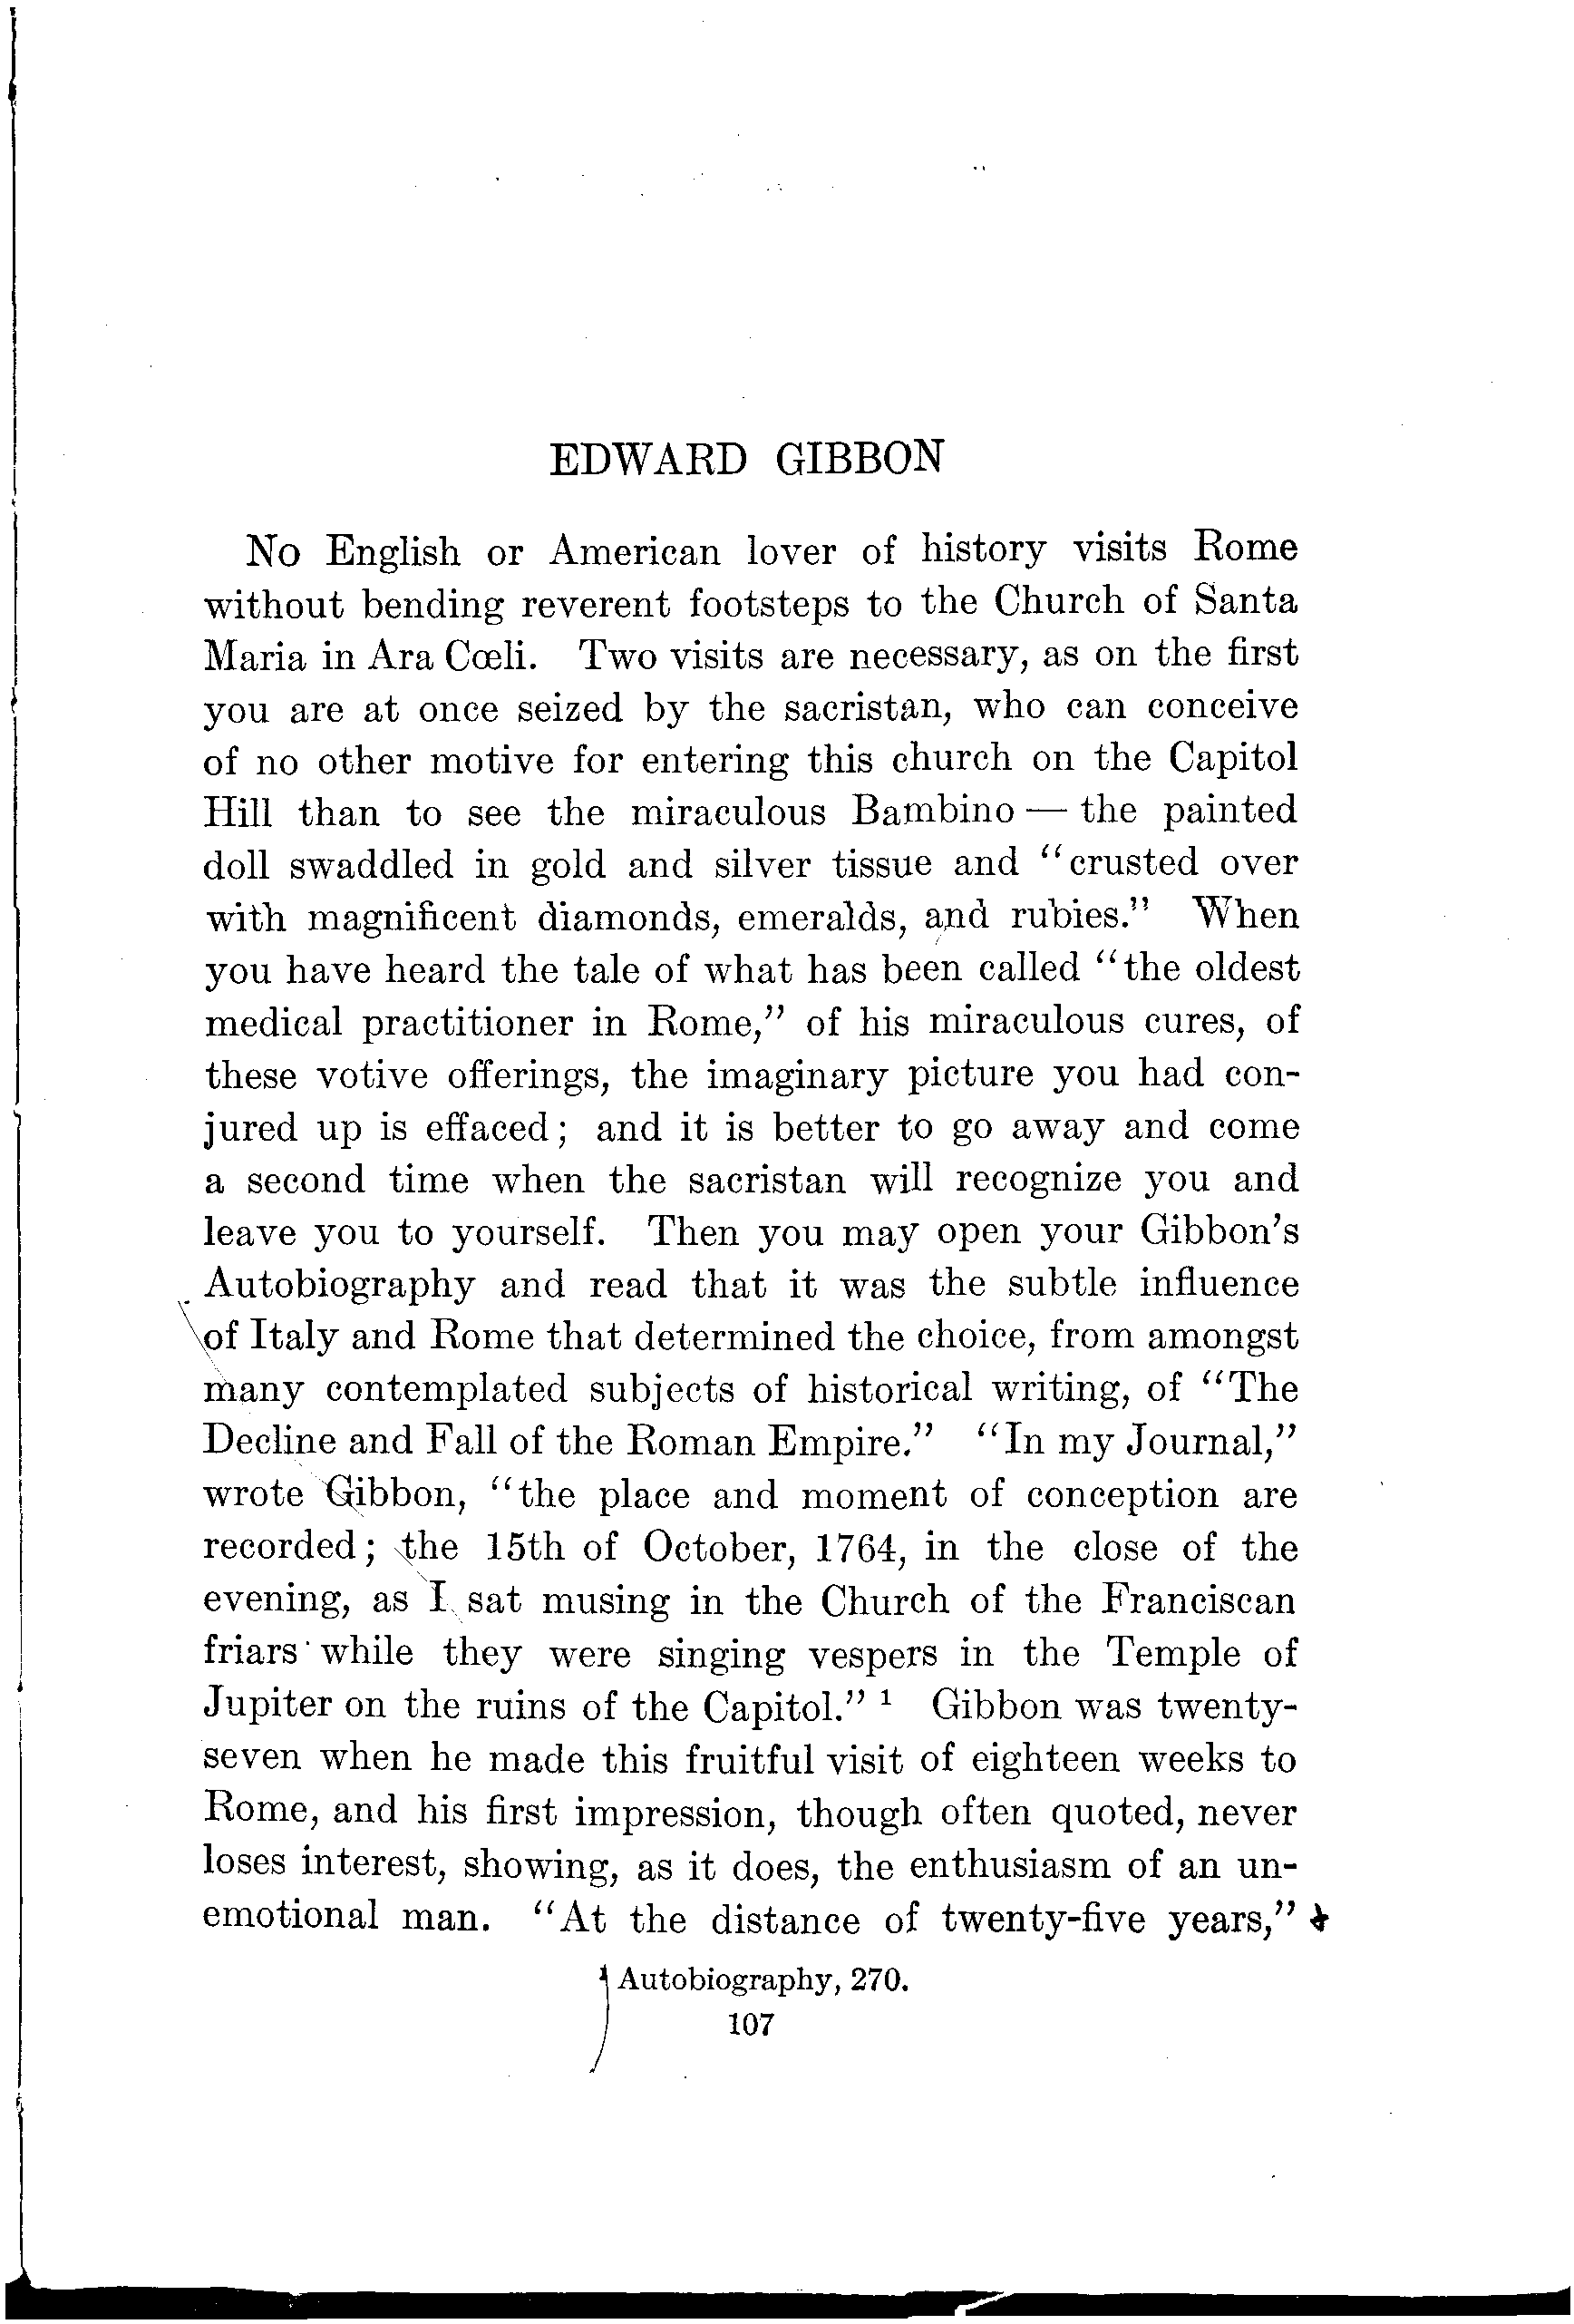 EDWARD GIBBON
No English or American lover of history visits Rome
without bending reverent footsteps to the Church of Santa
Maria in Ara Cœli. Two visits are necessary, as on the first
you are at once seized by the sacristan, who can conceive
of no other motive for entering this church on the Capitol
Hill than to see the miraculous Bambino — the painted
doll swaddled in gold and silver tissue and “crusted over
with magnificent diamonds, emeralds, and rubies.” When
you have heard the tale of what has been called “the oldest
medical practitioner in Rome,” of his miraculous cures, of
these votive offerings, the imaginary picture you had con-
jured up is effaced; and it is better to go away and come
a second time when the sacristan will recognize you and
leave you to yourself. Then you may open your Gibbon’s
Autobiography and read that it was the subtle influence
of Italy and Rome that determined the choice, from amongst
many contemplated subjects of historical writing, of “The
Decline and Fall of the Roman Empire.” “In my Journal,”
wrote Gibbon, “the place and moment of conception are
recorded; the 15th of October, 1764, in the close of the
evening, as I sat musing in the Church of the Franciscan
friars while they were singing vespers in the Temple of
Jupiter on the ruins of the Capitol.” ¹ Gibbon was twenty-
seven when he made this fruitful visit of eighteen weeks to
Rome, and his first impression, though often quoted, never
loses interest, showing, as it does, the enthusiasm of an un-
emotional man. “At the distance of twenty-five years,”
¹ Autobiography, 270.
107